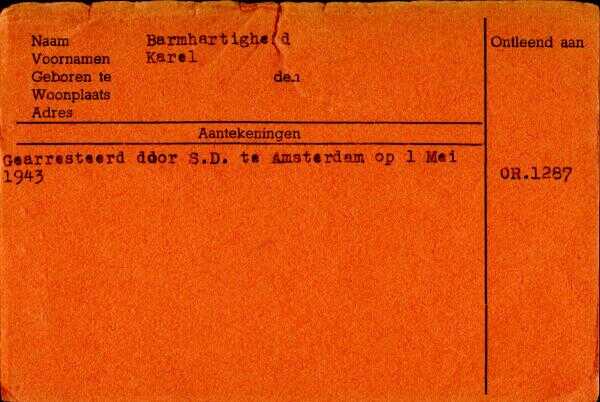 Naam Barmhartigheid Ontleend aan
Voornamen Karel
Geboren te den
Woonplaats
Adres
Aantekeningen
Gearresteerd door S.D. te Amsterdam op 1 Mei
1943 OR.1287